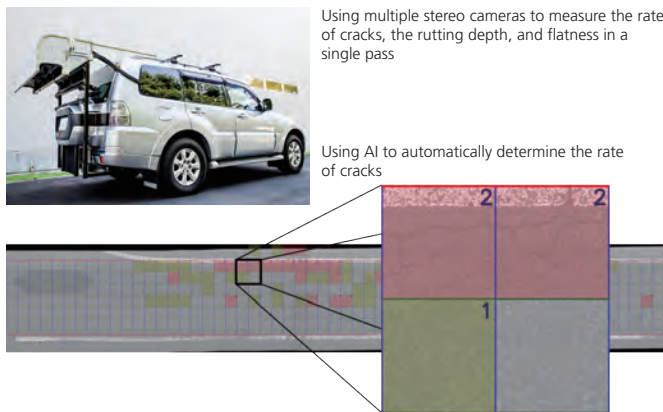 Using multiple stereo cameras to measure the rate
of cracks, the rutting depth, and flatness in a
single pass
Using AI to automatically determine the rate
of cracks
2
2
1